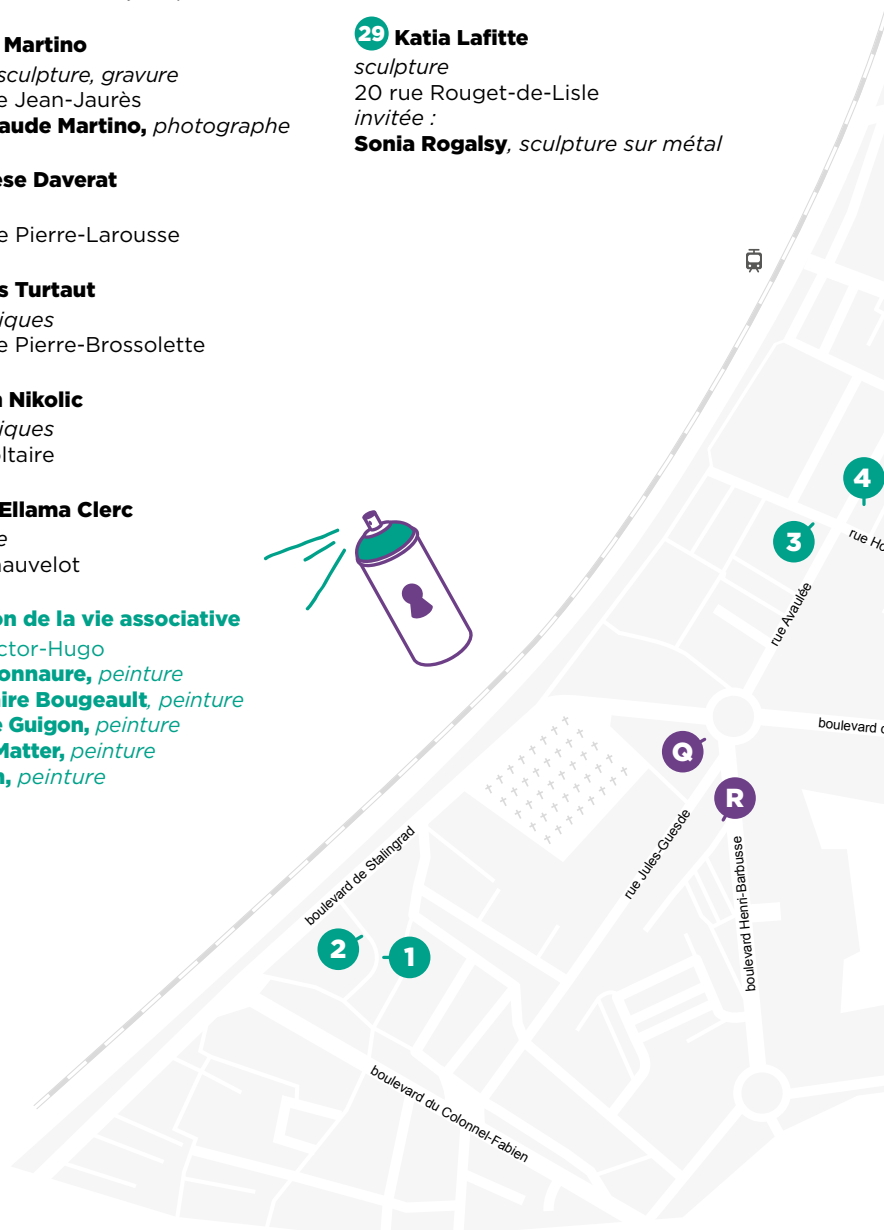 Martino
sculpture, gravure
e Jean-Jaurès
aude Martino, photographe
ese Daverat
e Pierre-Larousse
s Turtaut
iques
e Pierre-Brossolette
n Nikolic
iques
oltaire
Ellama Clerc
e
hauvelot
on de la vie associative
ctor-Hugo
onnaure, peinture
ire Bougeault, peinture
e Guigon, peinture
Matter, peinture
n, peinture
29 Katia Lafitte
sculpture
20 rue Rouget-de-Lisle
invitée :
Sonia Rogalsy, sculpture sur métal
4
3
rue Ho
rue Avaulée
boulevard d
Q
R
rue Jules-Guesde
boulevard Henri-Barbusse
boulevard de Stalingrad
2
1
boulevard du Colonnel-Fabien